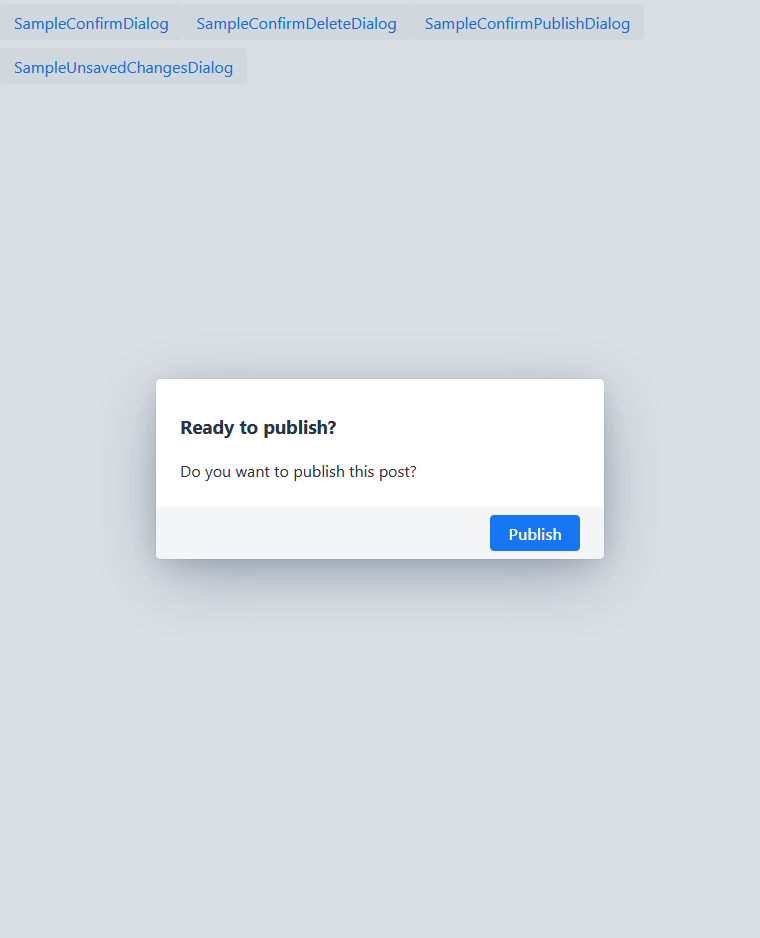 SampleConfirmDialog SampleConfirmDeleteDialog SampleConfirmPublishDialog
SampleUnsavedChangesDialog
Ready to publish?
Do you want to publish this post?
Publish